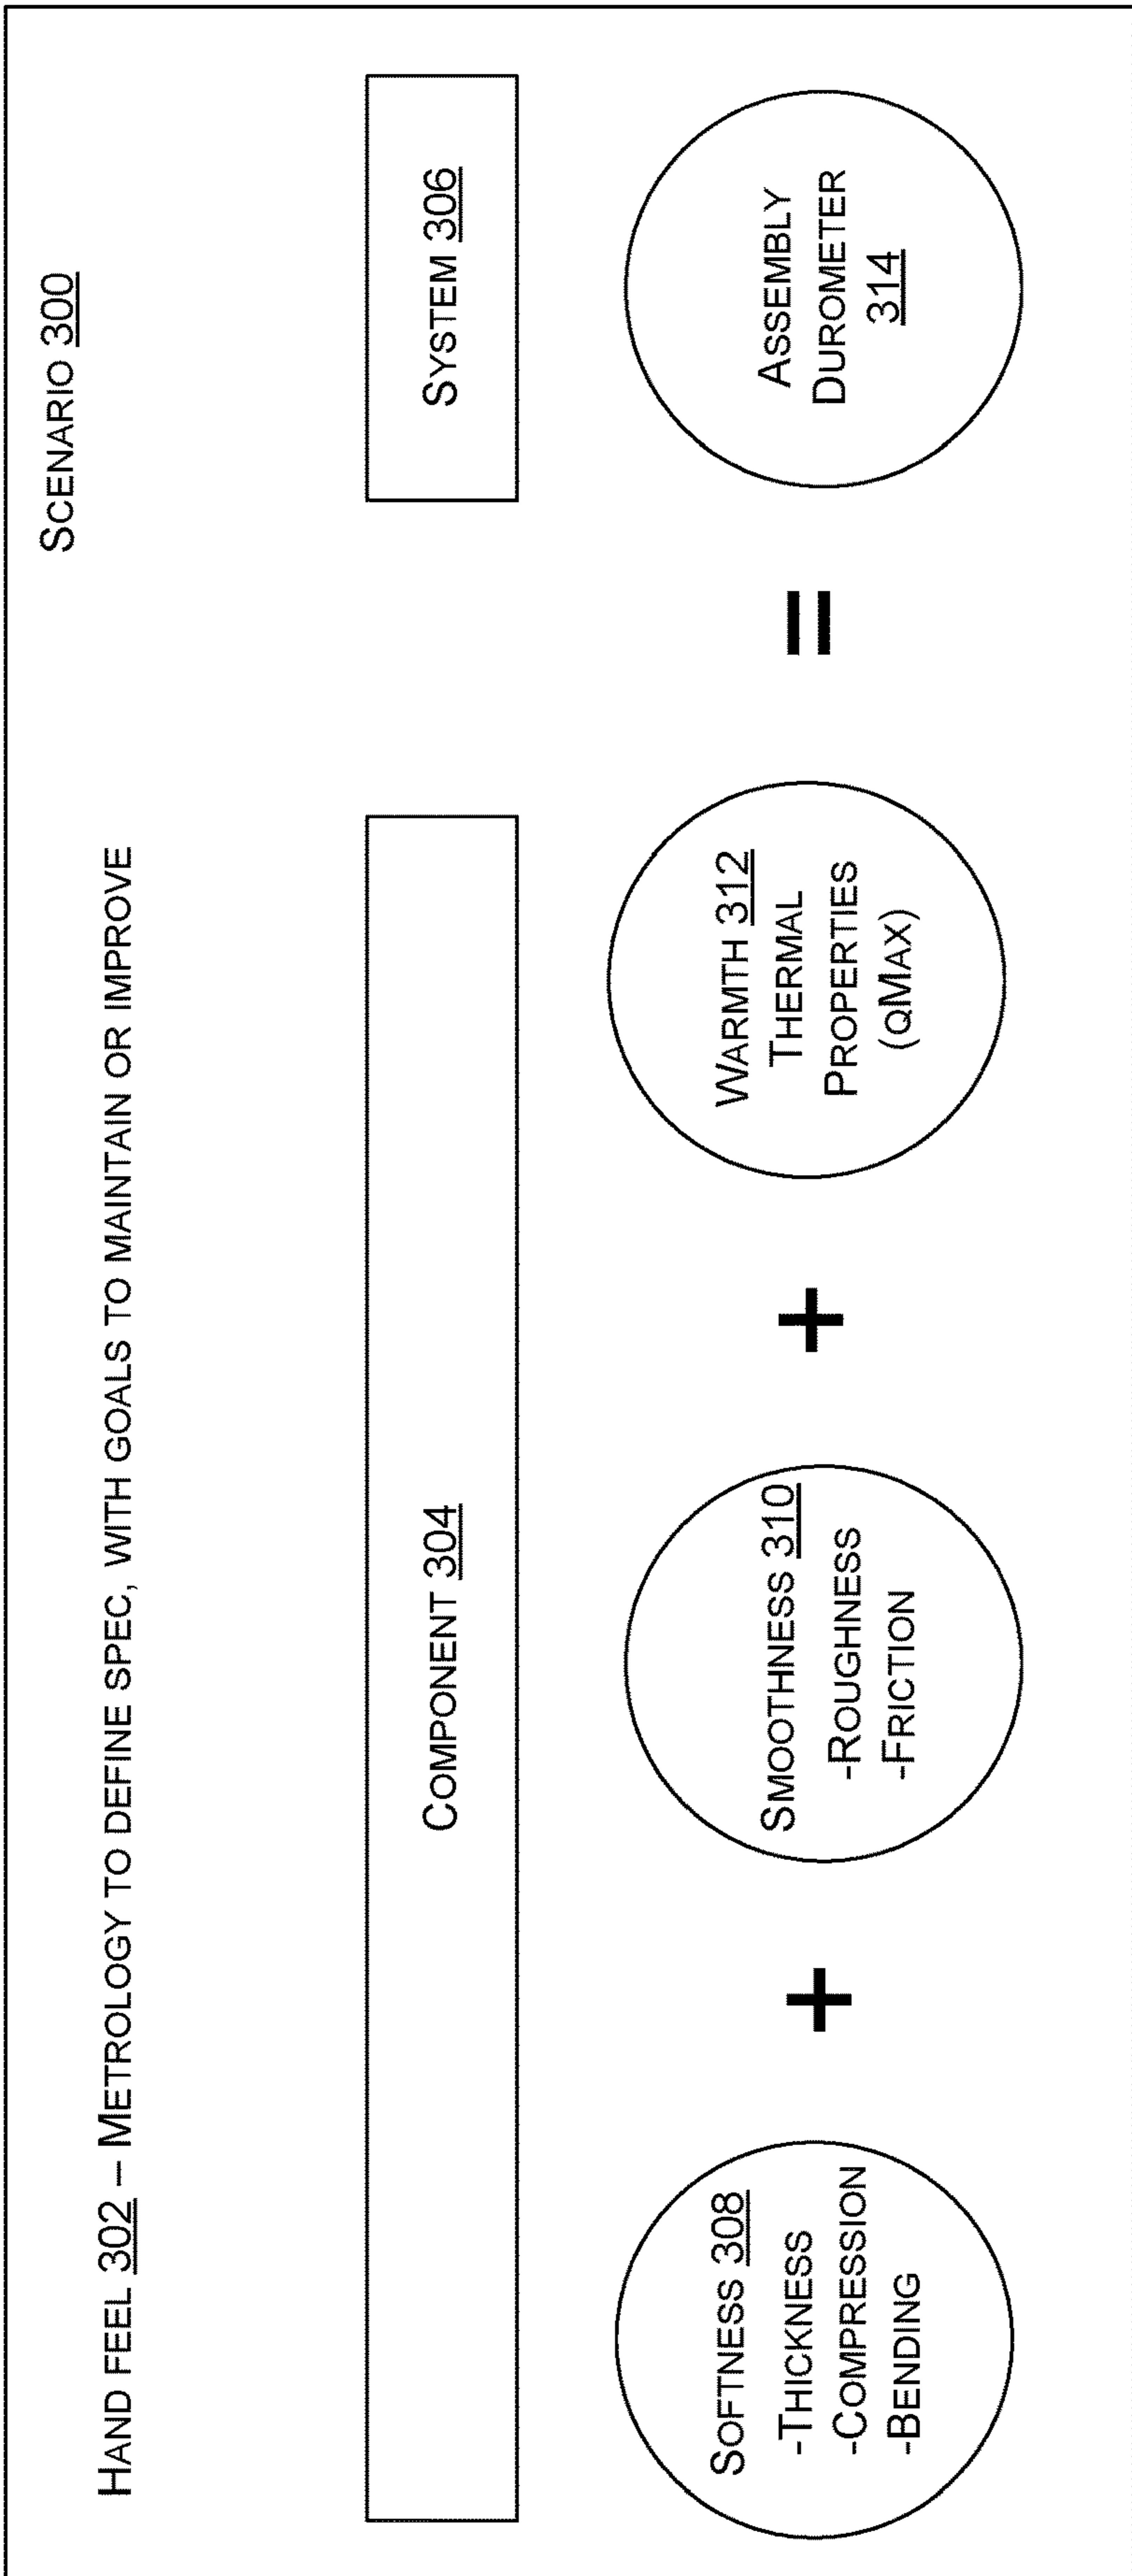 SCENARIO 300
HAND FEEL 302 – METROLOGY TO DEFINE SPEC, WITH GOALS TO MAINTAIN OR IMPROVE
COMPONENT 304
SYSTEM 306
SOFTNESS 308
-THICKNESS
-COMPRESSION
-BENDING
+
SMOOTHNESS 310
-ROUGHNESS
-FRICTION
+
WARMTH 312
THERMAL
PROPERTIES
(QMAX)
=
ASSEMBLY
DUROMETER
314